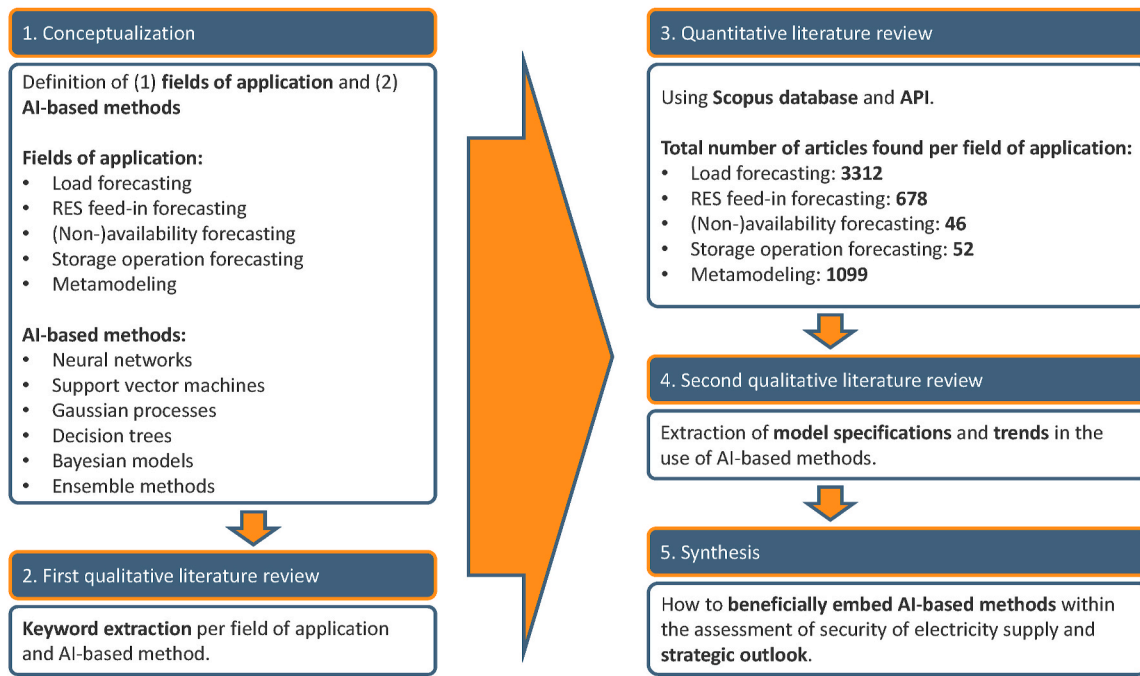 1. Conceptualization
Definition of (1) fields of application and (2)
AI-based methods
Fields of application:
• Load forecasting
• RES feed-in forecasting
• (Non-)availability forecasting
• Storage operation forecasting
• Metamodeling
AI-based methods:
• Neural networks
• Support vector machines
• Gaussian processes
• Decision trees
• Bayesian models
• Ensemble methods
2. First qualitative literature review
Keyword extraction per field of application
and AI-based method.
3. Quantitative literature review
Using Scopus database and API.
Total number of articles found per field of application:
• Load forecasting: 3312
• RES feed-in forecasting: 678
• (Non-)availability forecasting: 46
• Storage operation forecasting: 52
• Metamodeling: 1099
4. Second qualitative literature review
Extraction of model specifications and trends in the
use of AI-based methods.
5. Synthesis
How to beneficially embed AI-based methods within
the assessment of security of electricity supply and
strategic outlook.